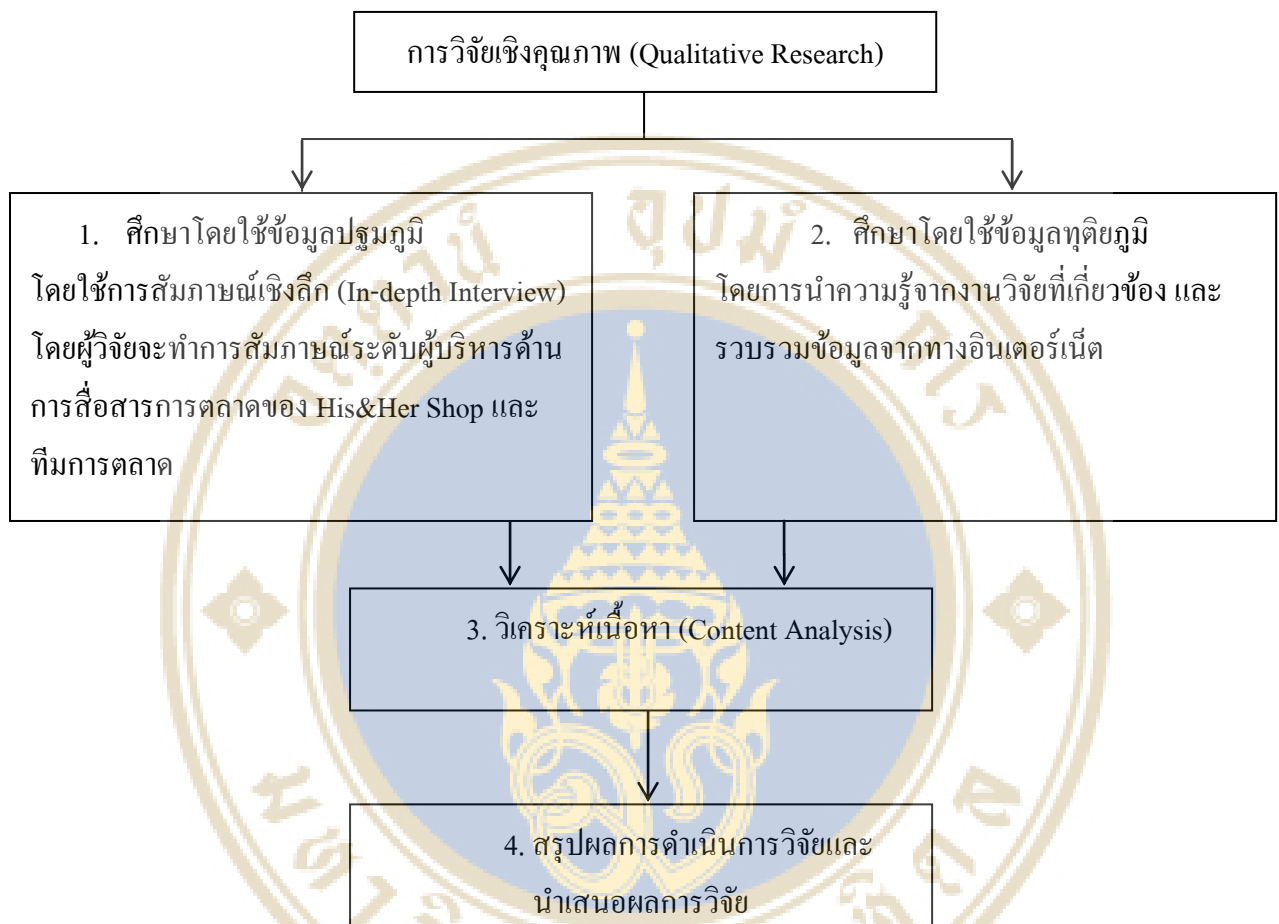 การวิจัยเชิงคุณภาพ (Qualitative Research)
1. ศึกษาโดยใช้ข้อมูลปฐมภูมิ
โดยใช้การสัมภาษณ์เชิงลึก (In-depth Interview)
โดยผู้วิจัยจะทำการสัมภาษณ์ระดับผู้บริหารด้าน
การสื่อสารการตลาดของ His&Her Shop และ
ทีมการตลาด
2. ศึกษาโดยใช้ข้อมูลทุติยภูมิ
โดยการนำความรู้จากงานวิจัยที่เกี่ยวข้อง และ
รวบรวมข้อมูลจากทางอินเตอร์เน็ต
3. วิเคราะห์เนื้อหา (Content Analysis)
4. สรุปผลการดำเนินการวิจัยและ
นำเสนอผลการวิจัย